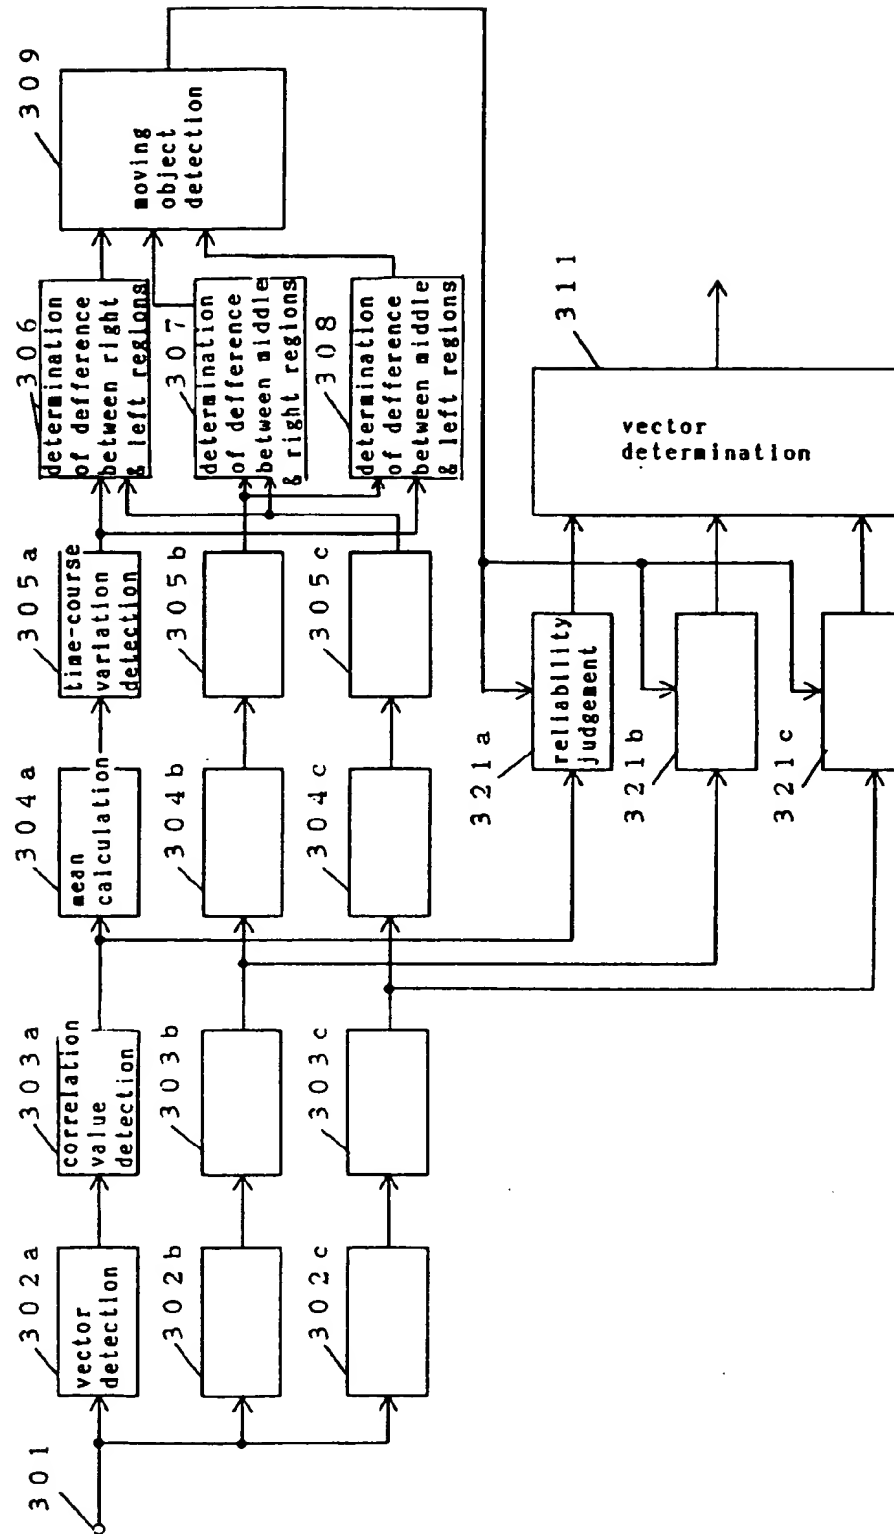 301
302a
vector
detection
302b
302c
303a
correlation
value
detection
303b
303c
304a
mean
calculation
304b
304c
305a
time-course
variation
detection
305b
305c
306
determination
of defference
between right
& left regions
307
determination
of defference
between middle
& right regions
308
determination
of defference
between middle
& left regions
309
moving
object
detection
321a
reliability
judgement
321b
321c
311
vector
determination